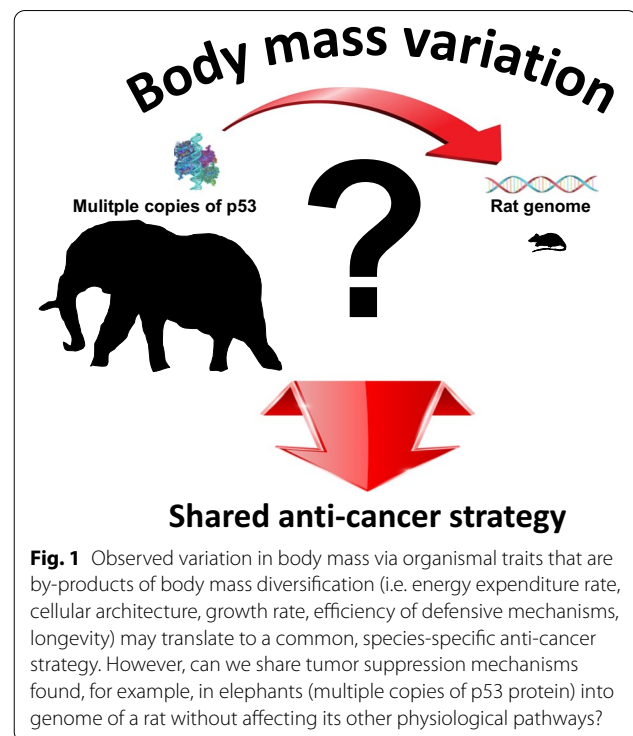 Body mass variation
Mulitple copies of p53
Rat genome
?
Shared anti-cancer strategy
Fig. 1 Observed variation in body mass via organismal traits that are
by-products of body mass diversification (i.e. energy expenditure rate,
cellular architecture, growth rate, efficiency of defensive mechanisms,
longevity) may translate to a common, species-specific anti-cancer
strategy. However, can we share tumor suppression mechanisms
found, for example, in elephants (multiple copies of p53 protein) into
genome of a rat without affecting its other physiological pathways?